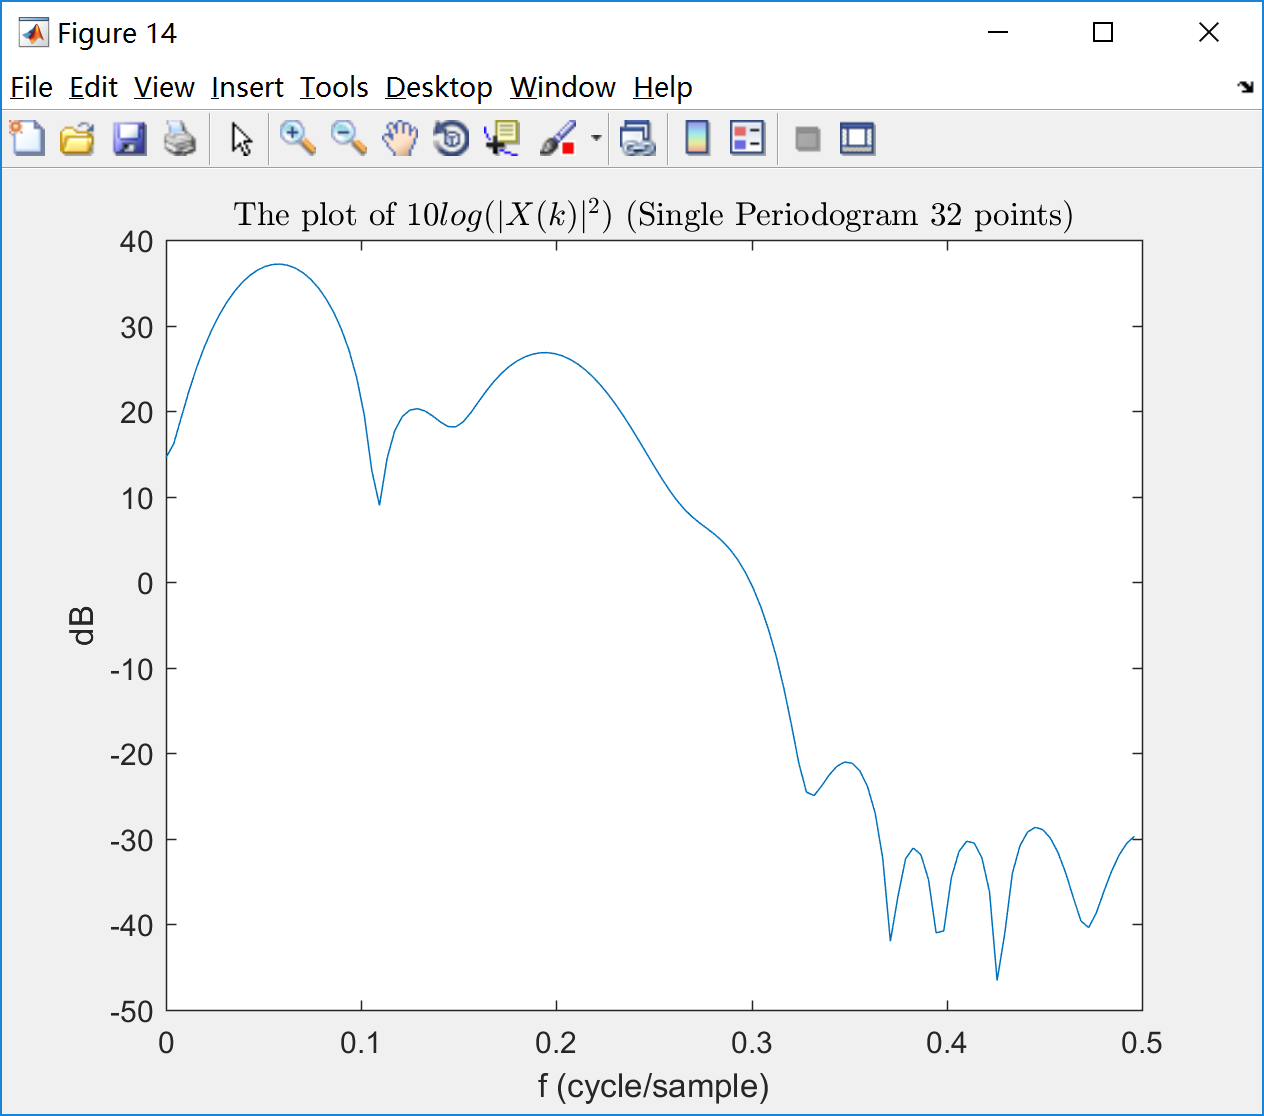 Figure 14
File Edit View Insert Tools Desktop Window Help
The plot of 10log(|X(k)|²) (Single Periodogram 32 points)
40
30
20
10
0
-10
-20
-30
-40
-50
dB
0 0.1 0.2 0.3 0.4 0.5
f (cycle/sample)